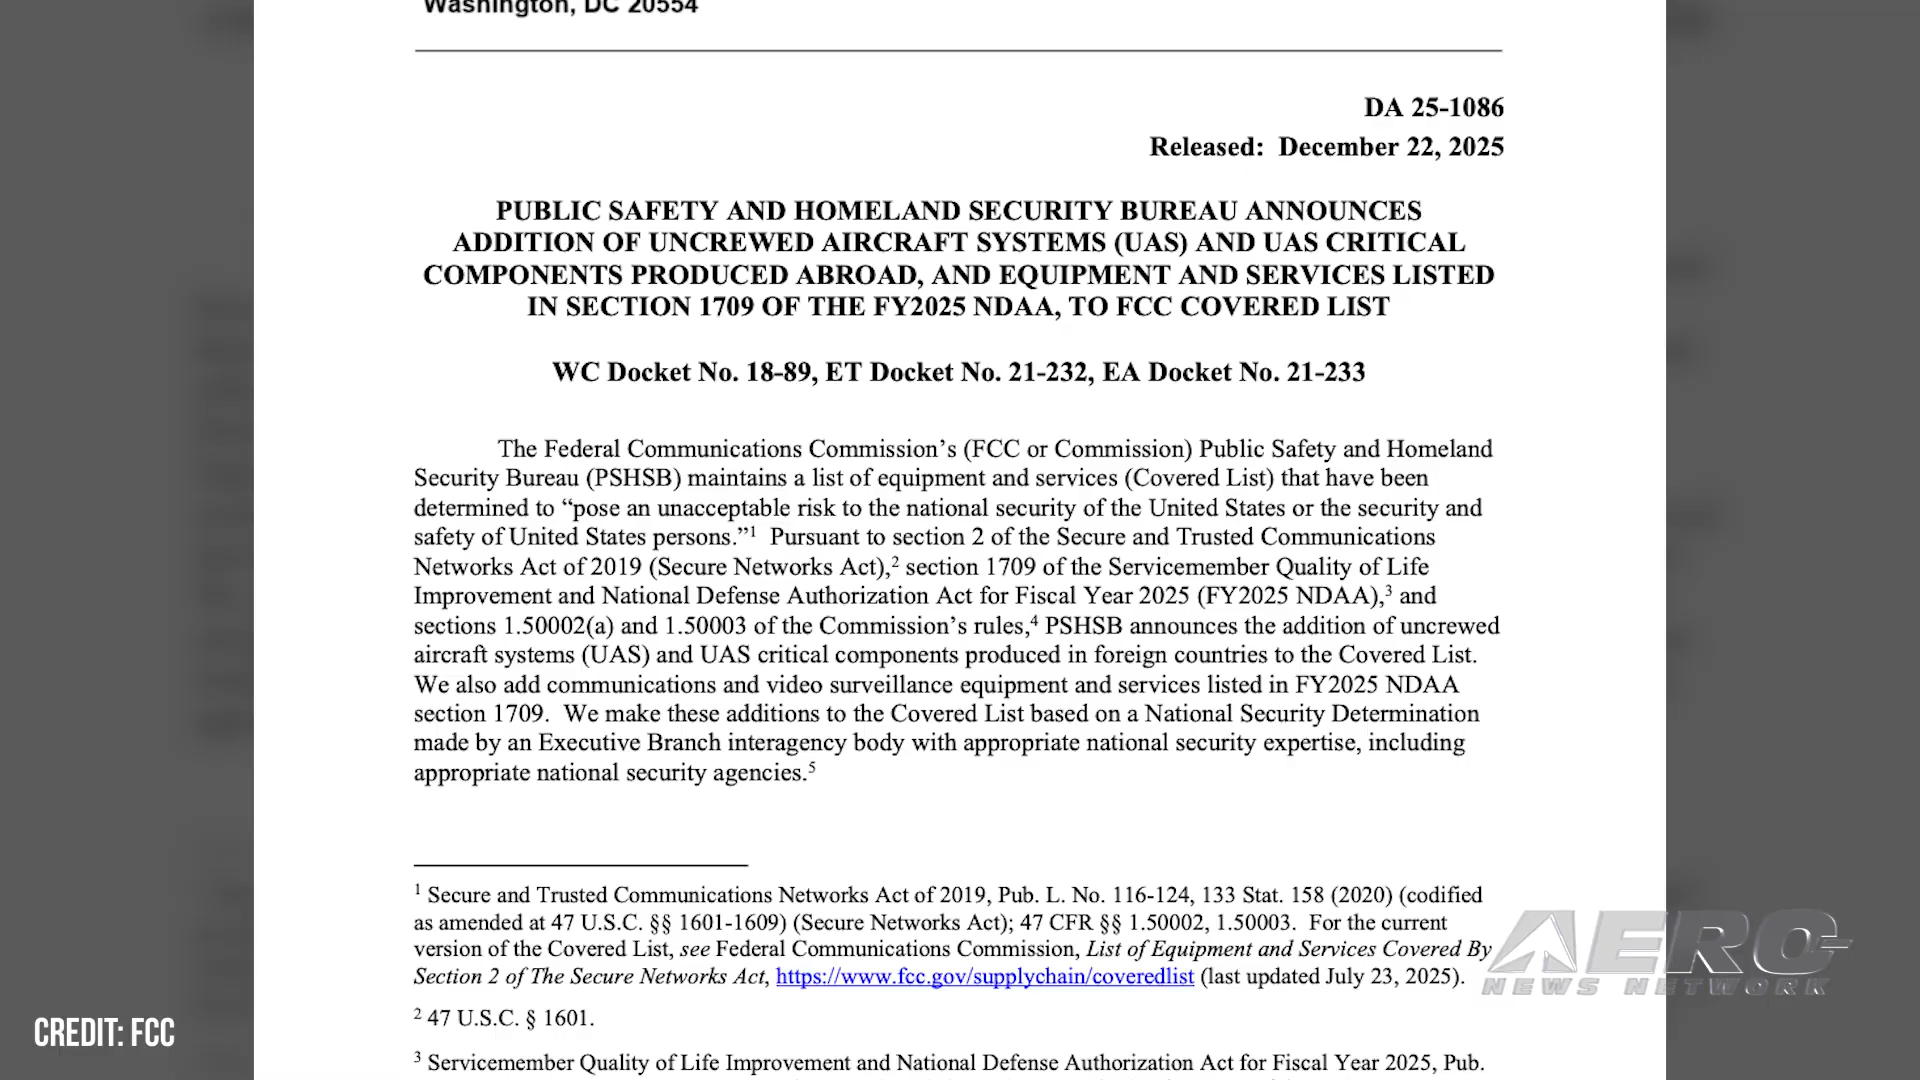 Washington, DC 20554
DA 25-1086
Released:  December 22, 2025
PUBLIC SAFETY AND HOMELAND SECURITY BUREAU ANNOUNCES
ADDITION OF UNCREWED AIRCRAFT SYSTEMS (UAS) AND UAS CRITICAL
COMPONENTS PRODUCED ABROAD, AND EQUIPMENT AND SERVICES LISTED
IN SECTION 1709 OF THE FY2025 NDAA, TO FCC COVERED LIST
WC Docket No. 18-89, ET Docket No. 21-232, EA Docket No. 21-233
The Federal Communications Commission’s (FCC or Commission) Public Safety and Homeland
Security Bureau (PSHSB) maintains a list of equipment and services (Covered List) that have been
determined to “pose an unacceptable risk to the national security of the United States or the security and
safety of United States persons.”1  Pursuant to section 2 of the Secure and Trusted Communications
Networks Act of 2019 (Secure Networks Act),2 section 1709 of the Servicemember Quality of Life
Improvement and National Defense Authorization Act for Fiscal Year 2025 (FY2025 NDAA),3 and
sections 1.50002(a) and 1.50003 of the Commission’s rules,4 PSHSB announces the addition of uncrewed
aircraft systems (UAS) and UAS critical components produced in foreign countries to the Covered List.
We also add communications and video surveillance equipment and services listed in FY2025 NDAA
section 1709.  We make these additions to the Covered List based on a National Security Determination
made by an Executive Branch interagency body with appropriate national security expertise, including
appropriate national security agencies.5
1 Secure and Trusted Communications Networks Act of 2019, Pub. L. No. 116-124, 133 Stat. 158 (2020) (codified
as amended at 47 U.S.C. §§ 1601-1609) (Secure Networks Act); 47 CFR §§ 1.50002, 1.50003.  For the current
version of the Covered List, see Federal Communications Commission, List of Equipment and Services Covered By
Section 2 of The Secure Networks Act, https://www.fcc.gov/supplychain/coveredlist (last updated July 23, 2025).
2 47 U.S.C. § 1601.
3 Servicemember Quality of Life Improvement and National Defense Authorization Act for Fiscal Year 2025, Pub.
AERO
NEWS NETWORK
CREDIT: FCC